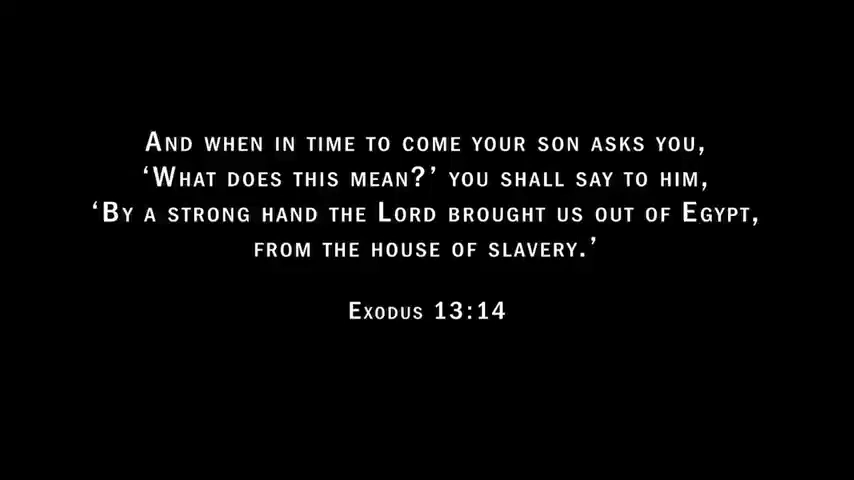 And when in time to come your son asks you,
‘What does this mean?’ you shall say to him,
‘By a strong hand the Lord brought us out of Egypt,
from the house of slavery.’
Exodus 13:14